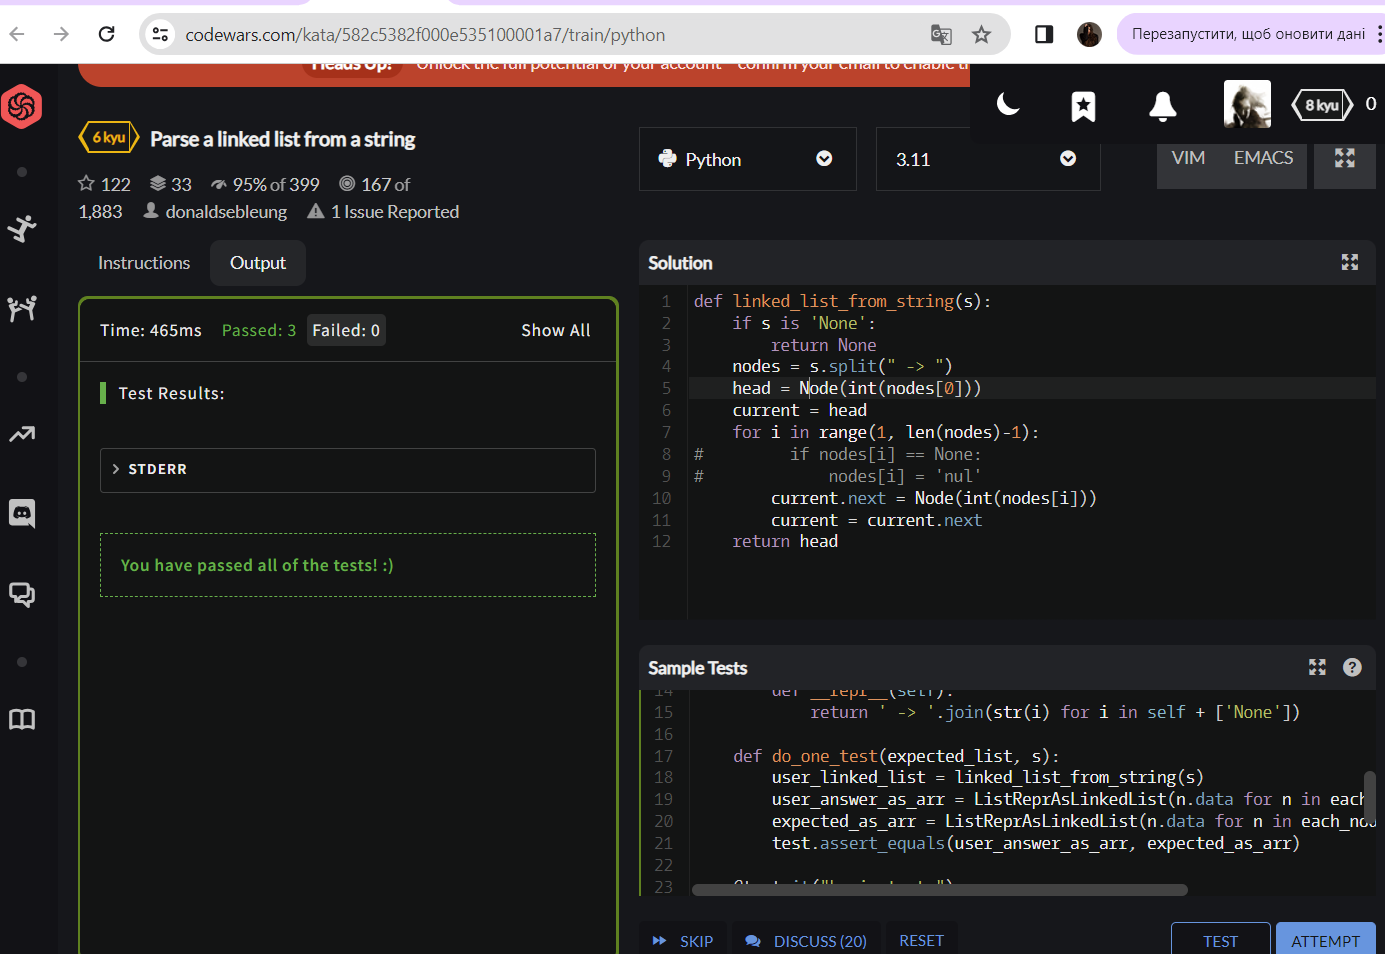 codewars.com/kata/582c5382f000e535100001a7/train/python
Перезапустити, щоб оновити дані
Heads Up!
Unlock the full potential of your account
confirm your email to enable th
8 kyu
0
6 kyu
Parse a linked list from a string
122
33
95% of 399
167 of
1,883
donaldsebleung
1 Issue Reported
Python
3.11
VIM
EMACS
Instructions
Output
Time: 465ms
Passed: 3
Failed: 0
Show All
Test Results:
STDERR
You have passed all of the tests! :)
Solution
1 def linked_list_from_string(s):
2     if s is 'None':
3         return None
4     nodes = s.split(" -> ")
5     head = Node(int(nodes[0]))
6     current = head
7     for i in range(1, len(nodes)-1):
8 #         if nodes[i] == None:
9 #             nodes[i] = 'nul'
10         current.next = Node(int(nodes[i]))
11         current = current.next
12     return head
Sample Tests
14         def __repr__(self):
15             return ' -> '.join(str(i) for i in self + ['None'])
16
17     def do_one_test(expected_list, s):
18         user_linked_list = linked_list_from_string(s)
19         user_answer_as_arr = ListReprAsLinkedList(n.data for n in each
20         expected_as_arr = ListReprAsLinkedList(n.data for n in each_no
21         test.assert_equals(user_answer_as_arr, expected_as_arr)
22
23
SKIP
DISCUSS (20)
RESET
TEST
ATTEMPT